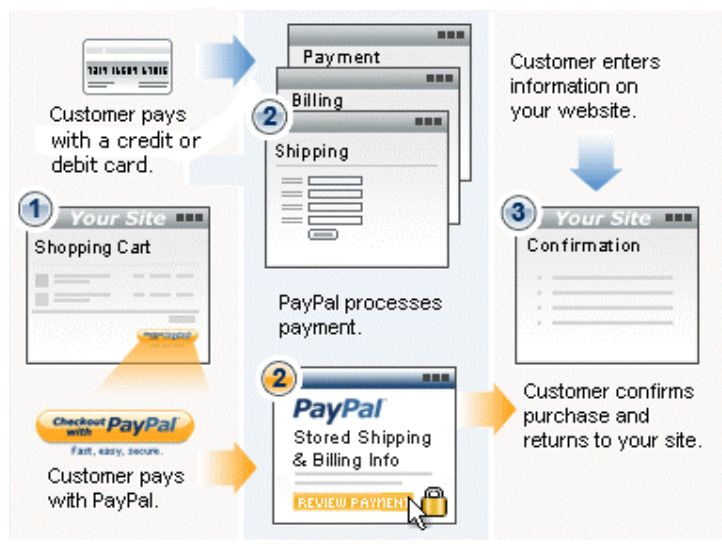 Customer pays
with a credit or
debit card.
Payment
Billing
2
Shipping
Customer enters
information on
your website.
1
Your Site
Shopping Cart
PayPal processes
payment.
3
Your Site
Confirmation
Checkout
with PayPal
Fast, easy, secure.
Customer pays
with PayPal.
2
PayPal
Stored Shipping
& Billing Info
REVIEW PAYMENT
Customer confirms
purchase and
returns to your site.